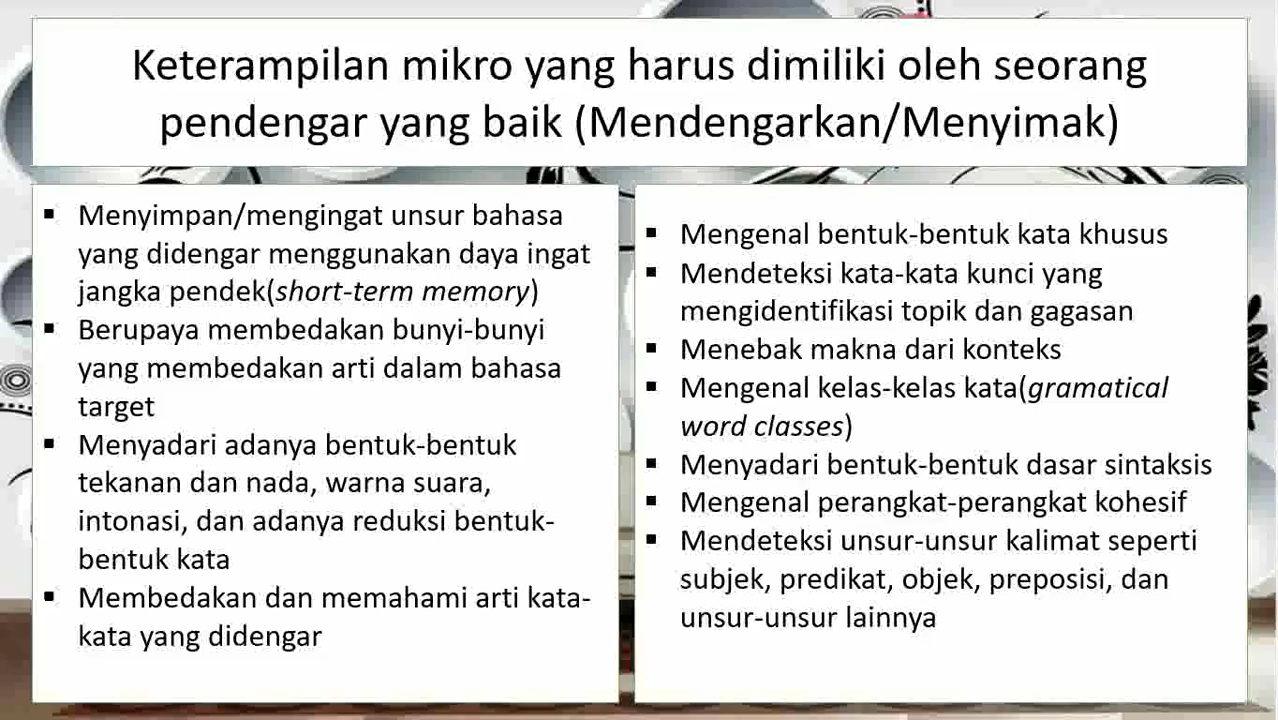 Keterampilan mikro yang harus dimiliki oleh seorang
pendengar yang baik (Mendengarkan/Menyimak)
▪ Menyimpan/mengingat unsur bahasa
yang didengar menggunakan daya ingat
jangka pendek(short-term memory)
▪ Berupaya membedakan bunyi-bunyi
yang membedakan arti dalam bahasa
target
▪ Menyadari adanya bentuk-bentuk
tekanan dan nada, warna suara,
intonasi, dan adanya reduksi bentuk-
bentuk kata
▪ Membedakan dan memahami arti kata-
kata yang didengar
▪ Mengenal bentuk-bentuk kata khusus
▪ Mendeteksi kata-kata kunci yang
mengidentifikasi topik dan gagasan
▪ Menebak makna dari konteks
▪ Mengenal kelas-kelas kata(gramatical
word classes)
▪ Menyadari bentuk-bentuk dasar sintaksis
▪ Mengenal perangkat-perangkat kohesif
▪ Mendeteksi unsur-unsur kalimat seperti
subjek, predikat, objek, preposisi, dan
unsur-unsur lainnya